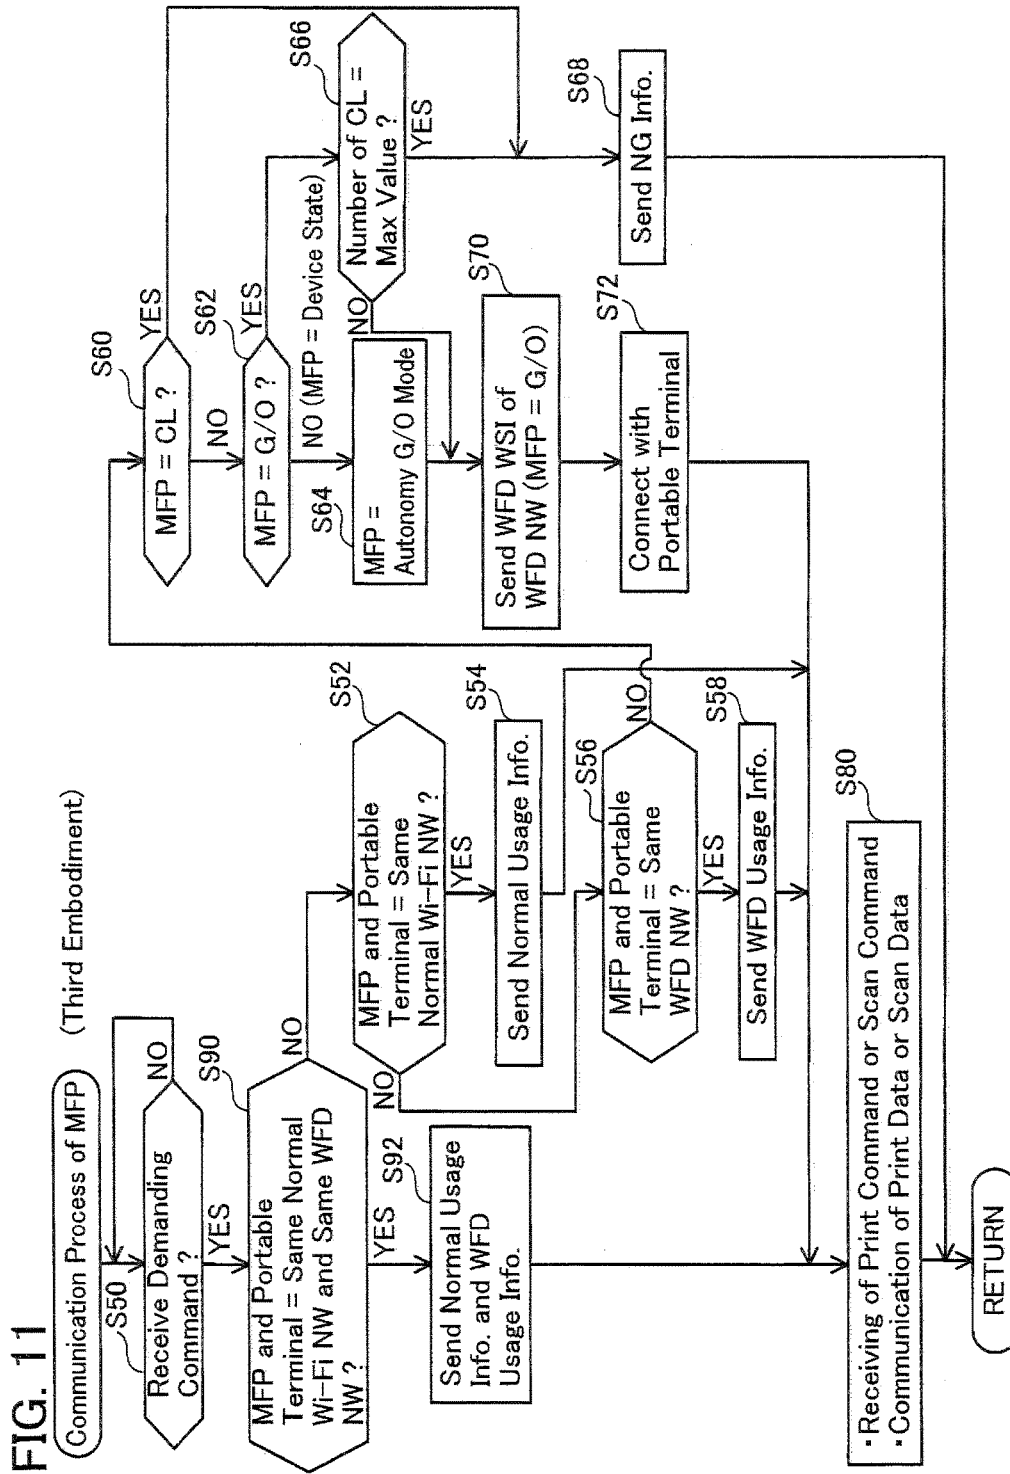 FIG. 11
Communication Process of MFP
(Third Embodiment)
S50
Receive Demanding
Command ?
NO
YES
S90
MFP and Portable
Terminal = Same Normal
Wi-Fi NW and Same WFD
NW ?
NO
YES
S92
Send Normal Usage
Info. and WFD
Usage Info.
S52
MFP and Portable
Terminal = Same
Normal Wi-Fi NW ?
NO
YES
S54
Send Normal Usage Info.
S56
MFP and Portable
Terminal = Same
WFD NW ?
NO
YES
S58
Send WFD Usage Info.
S60
MFP = CL ?
YES
NO
S62
MFP = G/O ?
YES
NO (MFP = Device State)
S64
MFP =
Autonomy G/O Mode
S66
Number of CL =
Max Value ?
NO
YES
S70
Send WFD WSI of
WFD NW (MFP = G/O)
S72
Connect with
Portable Terminal
S68
Send NG Info.
S80
・Receiving of Print Command or Scan Command
・Communication of Print Data or Scan Data
RETURN